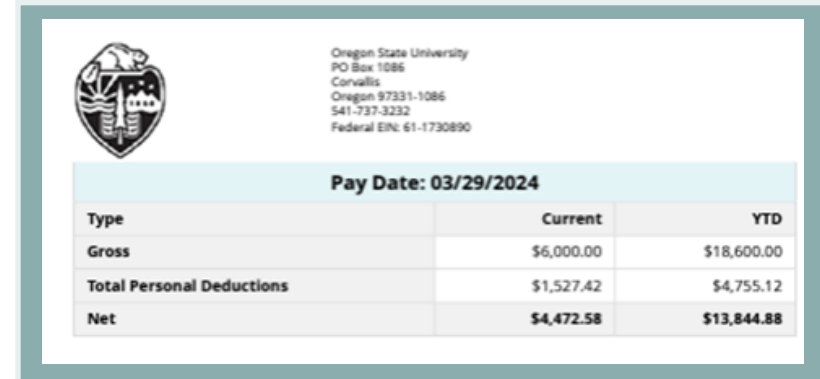 1868
Oregon State University
PO Box 1086
Corvallis
Oregon 97331-1086
541-737-3232
Federal EIN: 61-1730890
Pay Date: 03/29/2024
Type Current YTD
Gross $6,000.00 $18,600.00
Total Personal Deductions $1,527.42 $4,755.12
Net $4,472.58 $13,844.88